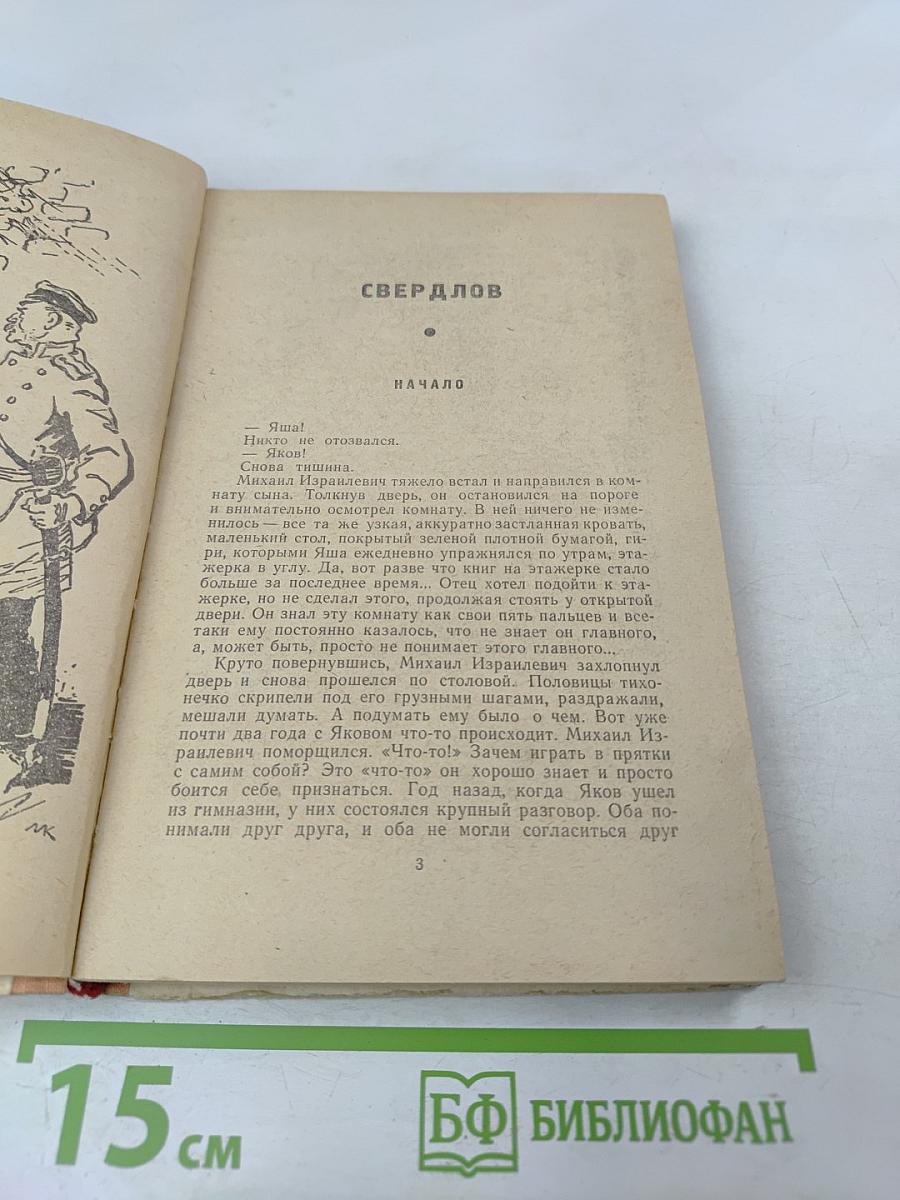 СВЕРДЛОВ
НАЧАЛО
— Яша!
Никто не отозвался.
— Яков!
Снова тишина.
Михаил Израилевич тяжело встал и направился в ком-
нату сына. Толкнув дверь, он остановился на пороге
и внимательно осмотрел комнату. В ней ничего не изме-
нилось — все та же узкая, аккуратно застланная кровать,
маленький стол, покрытый зеленой плотной бумагой, ги-
ри, которыми Яша ежедневно упражнялся по утрам, эта-
жерка в углу. Да, вот разве что книг на этажерке стало
больше за последнее время... Отец хотел подойти к эта-
жерке, но не сделал этого, продолжая стоять у открытой
двери. Он знал эту комнату как свои пять пальцев и все-
таки ему постоянно казалось, что не знает он главного,
а, может быть, просто не понимает этого главного...
Круто повернувшись, Михаил Израилевич захлопнул
дверь и снова прошелся по столовой. Половицы тихо-
нечко скрипели под его грузными шагами, раздражали,
мешали думать. А подумать ему было о чем. Вот уже
почти два года с Яковом что-то происходит. Михаил Из-
раилевич поморщился. «Что-то!» Зачем играть в прятки
с самим собой? Это «что-то» он хорошо знает и просто
боится себе признаться. Год назад, когда Яков ушел
из гимназии, у них состоялся крупный разговор. Оба по-
нимали друг друга, и оба не могли согласиться друг
3
МК
15 см
БФ БИБЛИОФАН